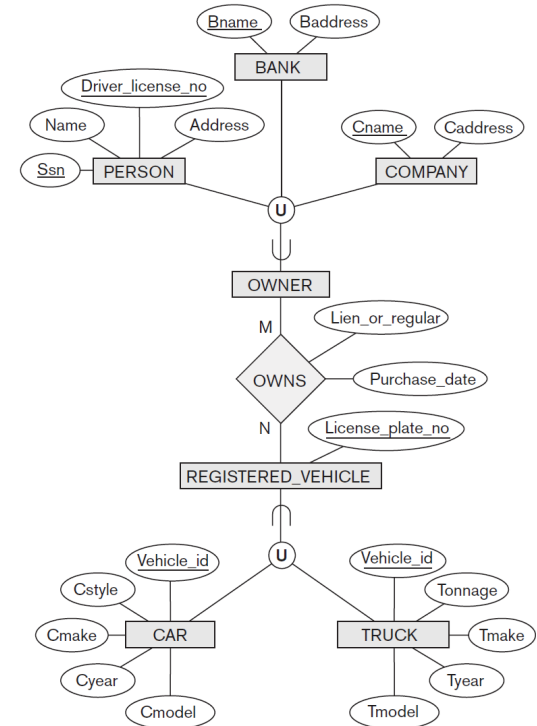 Bname
Baddress
BANK
Driver_license_no
Name
Address
Cname
Caddress
Ssn
PERSON
COMPANY
U
OWNER
M
Lien_or_regular
OWNS
Purchase_date
N
License_plate_no
REGISTERED_VEHICLE
U
Vehicle_id
Vehicle_id
Cstyle
Tonnage
Cmake
CAR
TRUCK
Tmake
Cyear
Tyear
Cmodel
Tmodel